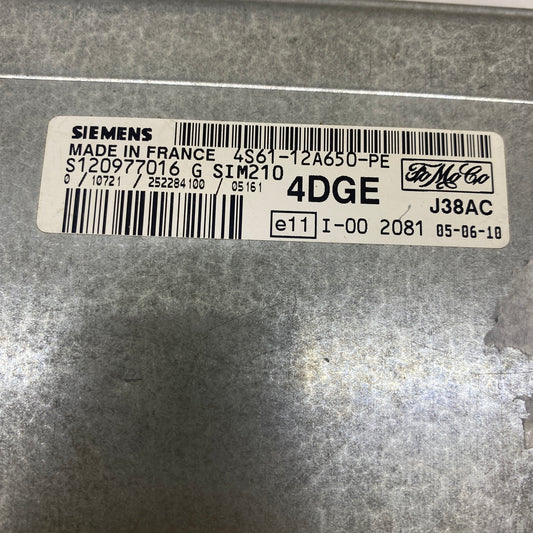 SIEMENS
MADE IN FRANCE 4S61-12A650-PE
S120977016 G SIM210
0 / 10721 / 252284100 / 05161
4DGE
FoMoCo
J38AC
e11 I-00 2081 05-06-10